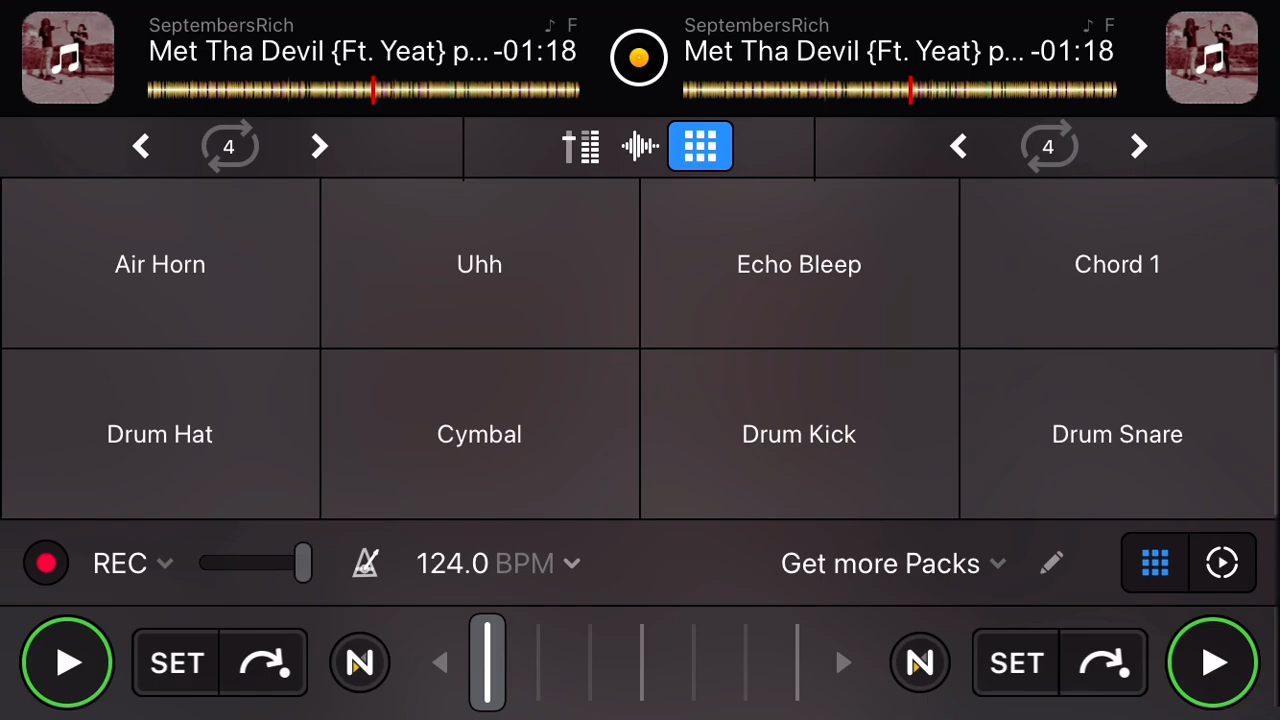 SeptembersRich ♪ F
Met Tha Devil {Ft. Yeat} p... -01:18
SeptembersRich ♪ F
Met Tha Devil {Ft. Yeat} p... -01:18
4
4
Air Horn
Uhh
Echo Bleep
Chord 1
Drum Hat
Cymbal
Drum Kick
Drum Snare
REC
124.0 BPM
Get more Packs
SET
N
N
SET